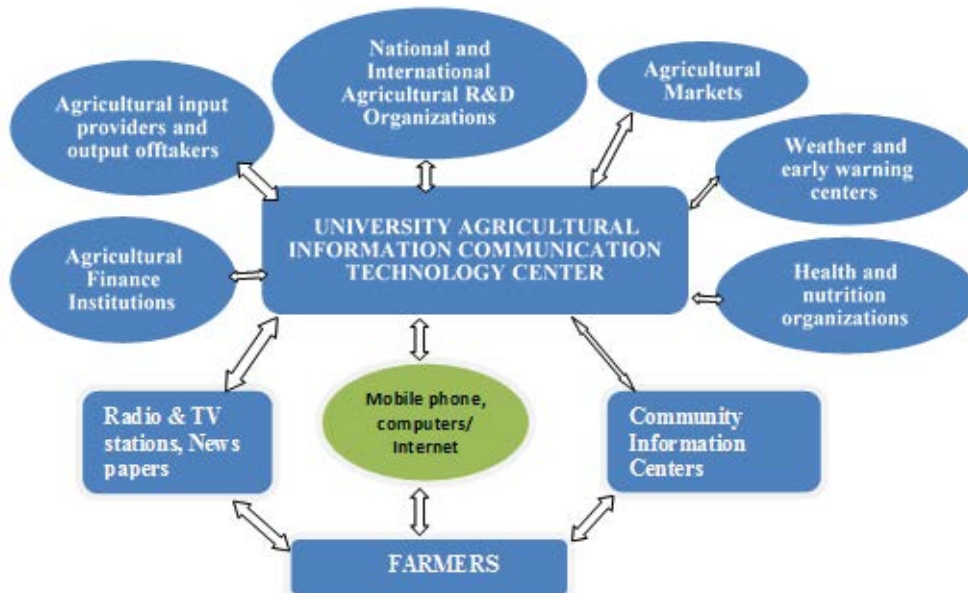 National and
International
Agricultural R&D
Organizations
Agricultural
Markets
Agricultural input
providers and
output offtakers
Weather and
early warning
centers
UNIVERSITY AGRICULTURAL
INFORMATION COMMUNICATION
TECHNOLOGY CENTER
Agricultural
Finance
Institutions
Health and
nutrition
organizations
Radio & TV
stations, News
papers
Mobile phone,
computers/
Internet
Community
Information
Centers
FARMERS